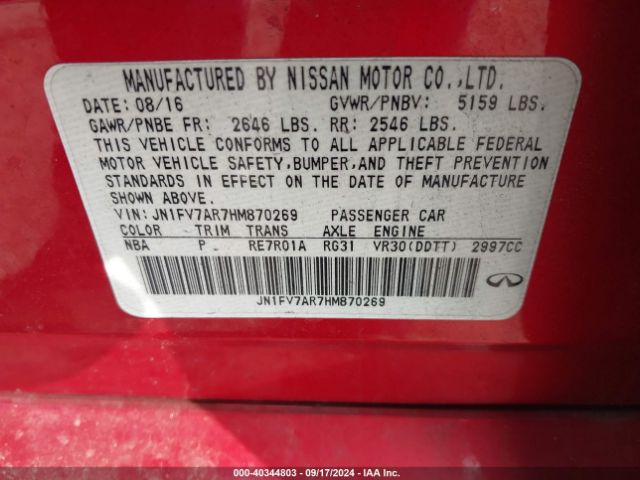 MANUFACTURED BY NISSAN MOTOR CO.,LTD.
DATE: 08/16 GVWR/PNBV: 5159 LBS.
GAWR/PNBE FR: 2646 LBS. RR: 2546 LBS.
THIS VEHICLE CONFORMS TO ALL APPLICABLE FEDERAL
MOTOR VEHICLE SAFETY,BUMPER,AND THEFT PREVENTION
STANDARDS IN EFFECT ON THE DATE OF MANUFACTURE
SHOWN ABOVE.
VIN: JN1FV7AR7HM870269 PASSENGER CAR
COLOR TRIM TRANS AXLE ENGINE
NBA P RE7R01A RG31 VR30(DDTT) 2997CC
JN1FV7AR7HM870269
000-40344803 - 09/17/2024 - IAA Inc.